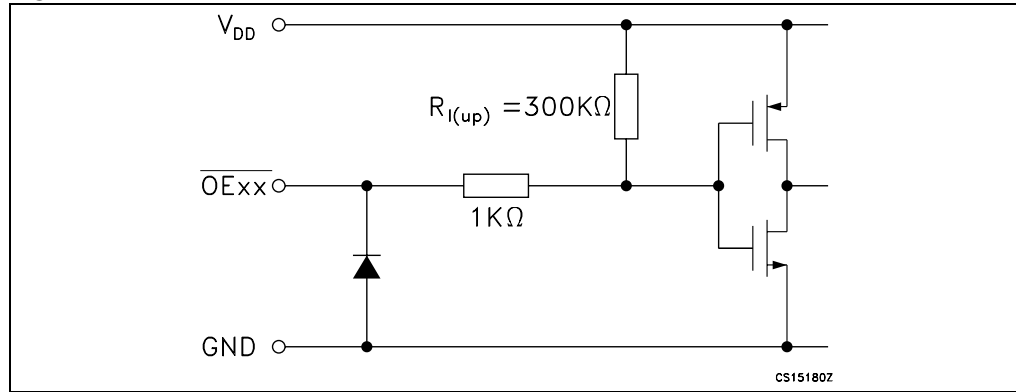 VDD
RI(up) =300KΩ
OExx
1KΩ
GND
CS15180Z